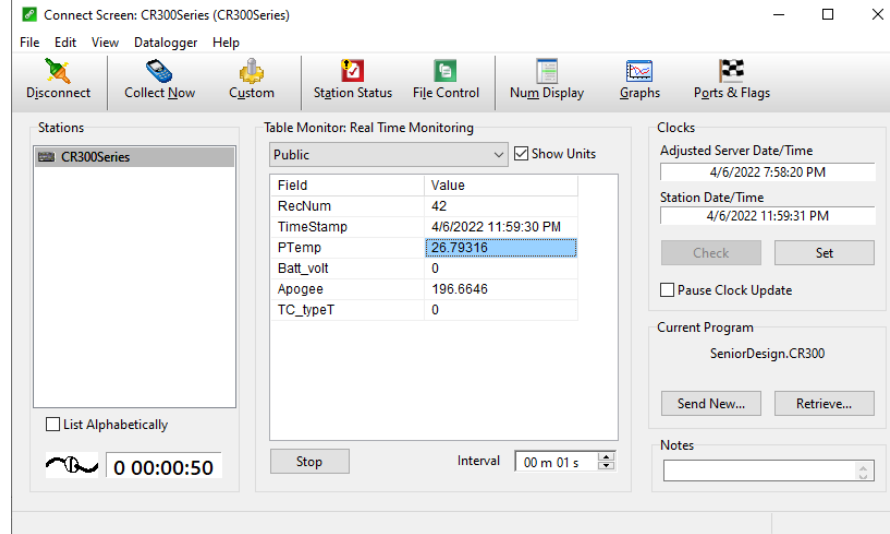 Connect Screen: CR300Series (CR300Series)
File Edit View Datalogger Help
Disconnect Collect Now Custom Station Status File Control Num Display Graphs Ports & Flags
Stations
CR300Series
List Alphabetically
0 00:00:50
Table Monitor: Real Time Monitoring
Public Show Units
Field Value
RecNum 42
TimeStamp 4/6/2022 11:59:30 PM
PTemp 26.79316
Batt_volt 0
Apogee 196.6646
TC_typeT 0
Stop Interval 00 m 01 s
Clocks
Adjusted Server Date/Time
4/6/2022 7:58:20 PM
Station Date/Time
4/6/2022 11:59:31 PM
Check Set
Pause Clock Update
Current Program
SeniorDesign.CR300
Send New... Retrieve...
Notes